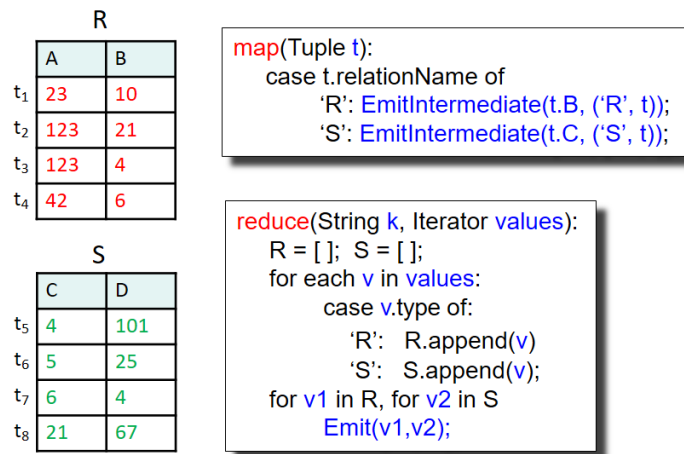 R
A B
t1 23 10
t2 123 21
t3 123 4
t4 42 6
S
C D
t5 4 101
t6 5 25
t7 6 4
t8 21 67
map(Tuple t):
case t.relationName of
‘R’: EmitIntermediate(t.B, (‘R’, t));
‘S’: EmitIntermediate(t.C, (‘S’, t));
reduce(String k, Iterator values):
R = [ ]; S = [ ];
for each v in values:
case v.type of:
‘R’: R.append(v)
‘S’: S.append(v);
for v1 in R, for v2 in S
Emit(v1,v2);